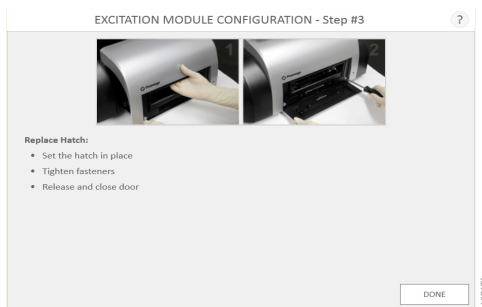 EXCITATION MODULE CONFIGURATION - Step #3
?
1
2
Promega
Replace Hatch:
• Set the hatch in place
• Tighten fasteners
• Release and close door
DONE